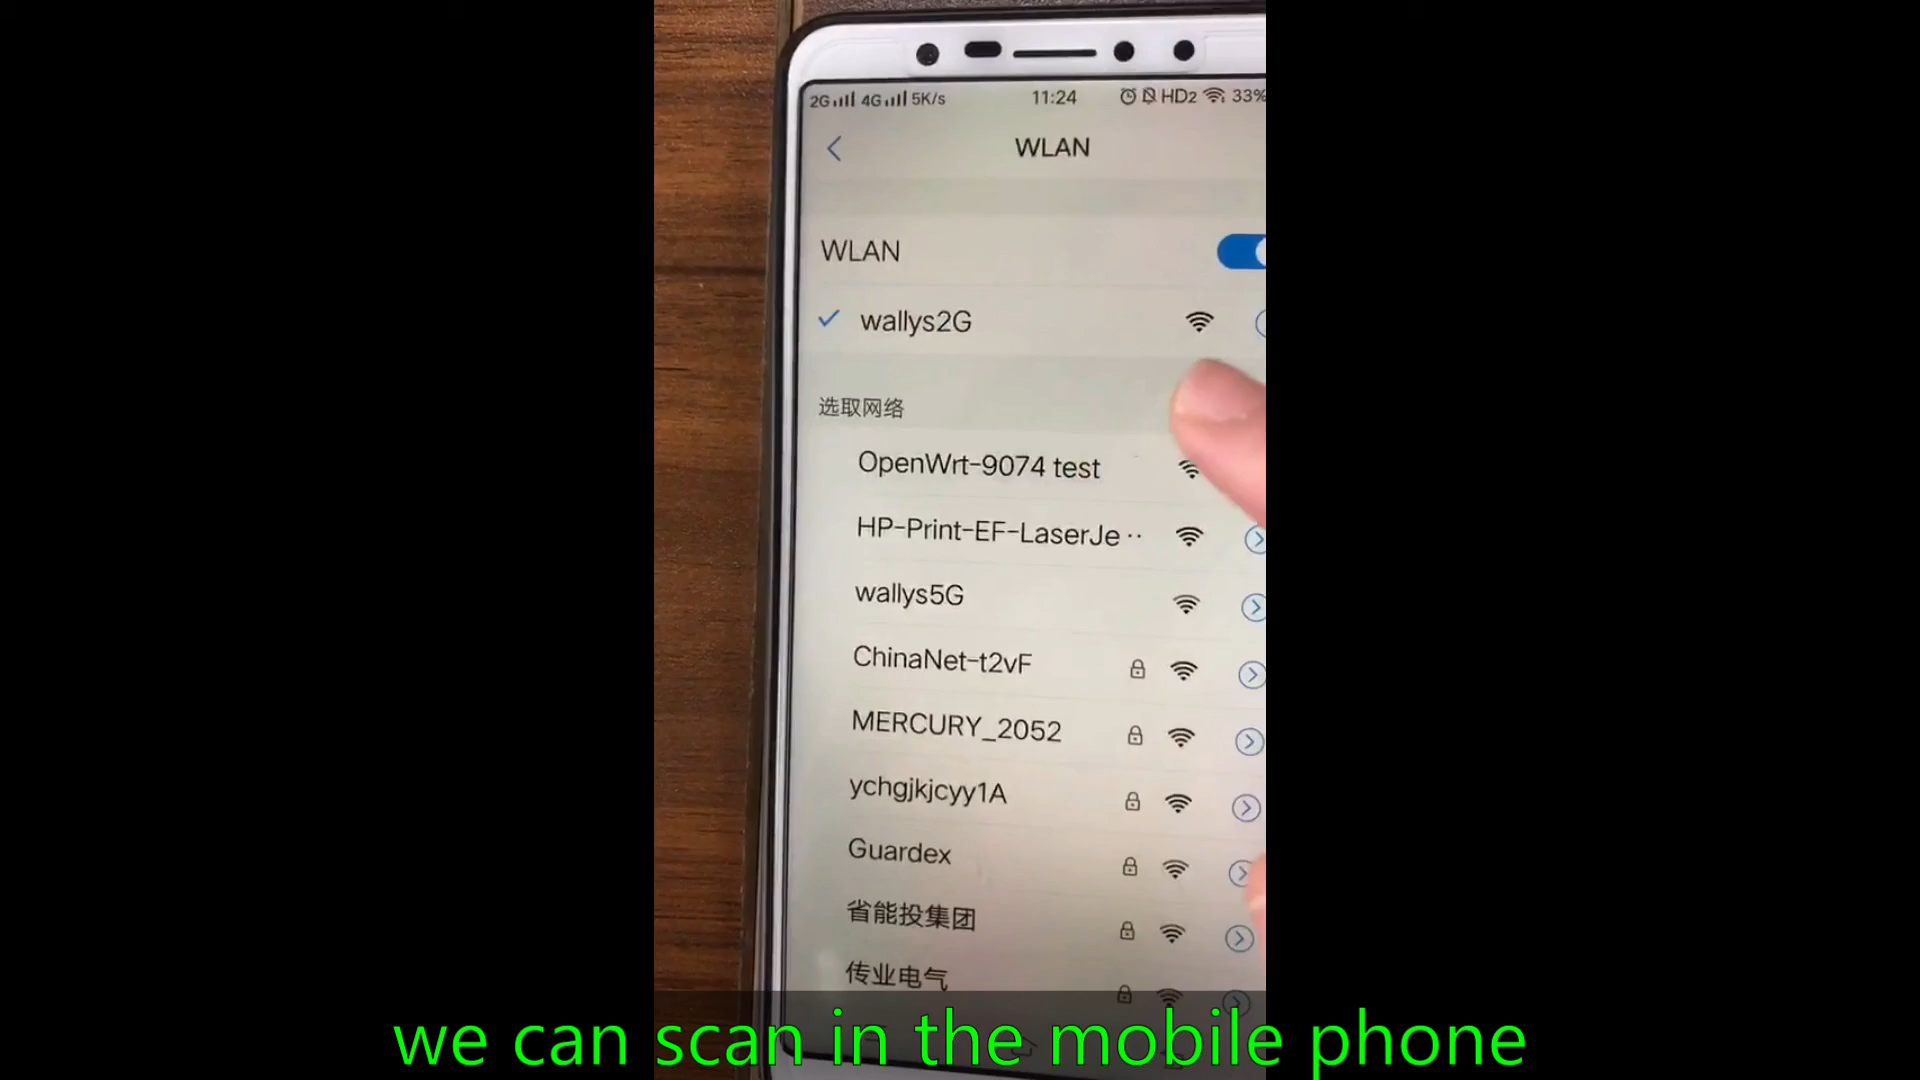 2G 4G 5K/s 11:24 HD2 33%
WLAN
WLAN
wallys2G
选取网络
OpenWrt-9074 test
HP-Print-EF-LaserJe··
wallys5G
ChinaNet-t2vF
MERCURY_2052
ychgjkjcyy1A
Guardex
省能投集团
传业电气
we can scan in the mobile phone